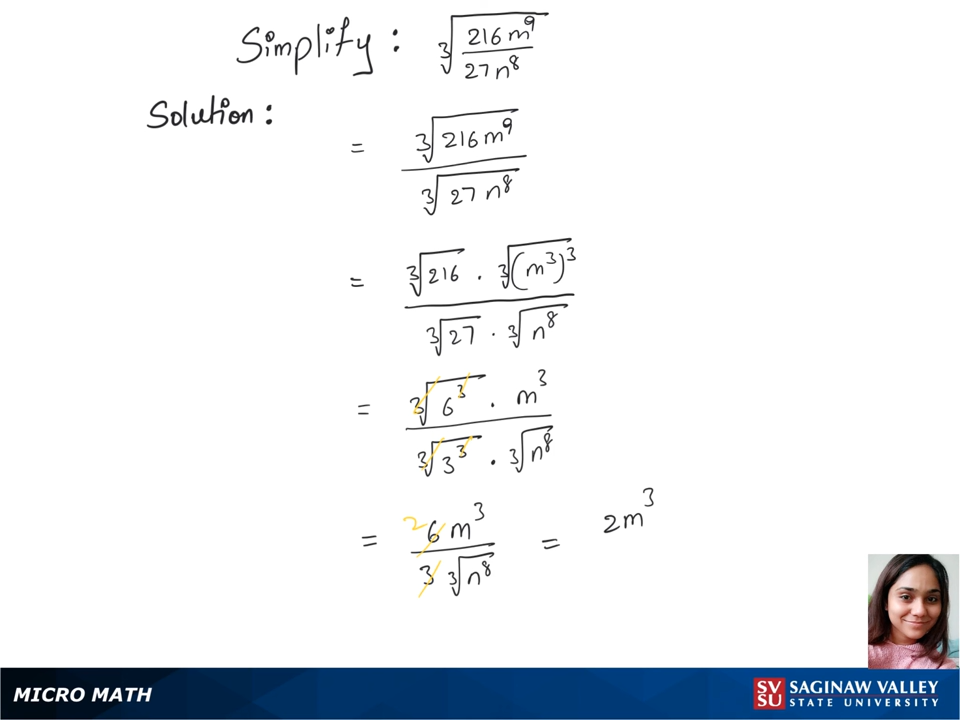 Simplify : ∛(216m⁹/27n⁸)
Solution :
= ∛(216m⁹) / ∛(27n⁸)
= ∛216 · ∛((m³)³) / ∛27 · ∛(n⁸)
= ∛(6³) · m³ / ∛(3³) · ∛(n⁸)
= 2 6m³ / 3 ∛(n⁸) = 2m³
MICRO MATH
SV SU SAGINAW VALLEY
STATE UNIVERSITY